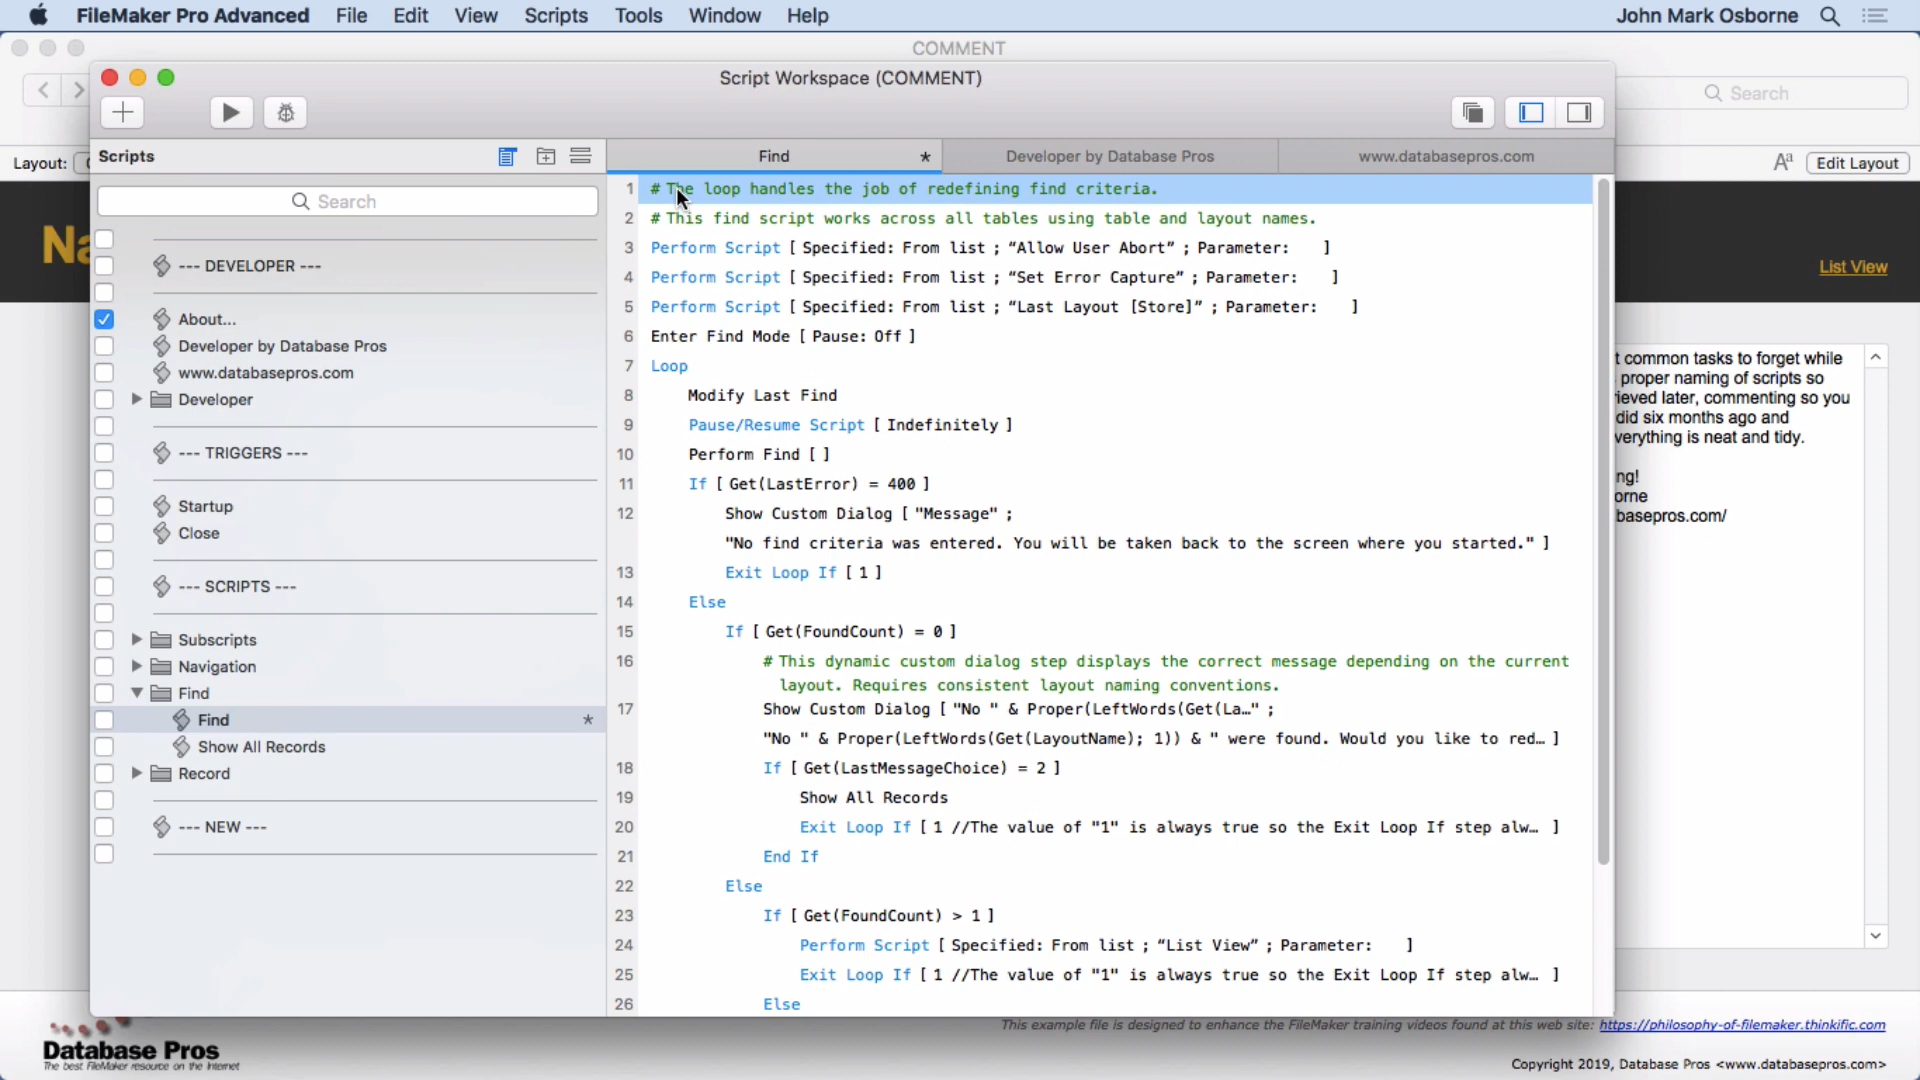 FileMaker Pro Advanced File Edit View Scripts Tools Window Help John Mark Osborne
COMMENT
Script Workspace (COMMENT)
Search
Layout:
Edit Layout
Scripts
Search
--- DEVELOPER ---
About...
Developer by Database Pros
www.databasepros.com
Developer
--- TRIGGERS ---
Startup
Close
--- SCRIPTS ---
Subscripts
Navigation
Find
Find *
Show All Records
Record
--- NEW ---
Find * Developer by Database Pros www.databasepros.com
1 # The loop handles the job of redefining find criteria.
2 # This find script works across all tables using table and layout names.
3 Perform Script [ Specified: From list ; “Allow User Abort” ; Parameter: ]
4 Perform Script [ Specified: From list ; “Set Error Capture” ; Parameter: ]
5 Perform Script [ Specified: From list ; “Last Layout [Store]” ; Parameter: ]
6 Enter Find Mode [ Pause: Off ]
7 Loop
8 Modify Last Find
9 Pause/Resume Script [ Indefinitely ]
10 Perform Find [ ]
11 If [ Get(LastError) = 400 ]
12 Show Custom Dialog [ "Message" ;
"No find criteria was entered. You will be taken back to the screen where you started." ]
13 Exit Loop If [ 1 ]
14 Else
15 If [ Get(FoundCount) = 0 ]
16 # This dynamic custom dialog step displays the correct message depending on the current
layout. Requires consistent layout naming conventions.
17 Show Custom Dialog [ "No " & Proper(LeftWords(Get(La…" ;
"No " & Proper(LeftWords(Get(LayoutName); 1)) & " were found. Would you like to red… ]
18 If [ Get(LastMessageChoice) = 2 ]
19 Show All Records
20 Exit Loop If [ 1 //The value of "1" is always true so the Exit Loop If step alw… ]
21 End If
22 Else
23 If [ Get(FoundCount) > 1 ]
24 Perform Script [ Specified: From list ; “List View” ; Parameter: ]
25 Exit Loop If [ 1 //The value of "1" is always true so the Exit Loop If step alw… ]
26 Else
Na
List View
t common tasks to forget while
proper naming of scripts so
ieved later, commenting so you
did six months ago and
verything is neat and tidy.
ng!
orne
basepros.com/
Database Pros
The best FileMaker resource on the Internet
This example file is designed to enhance the FileMaker training videos found at this web site: https://philosophy-of-filemaker.thinkific.com
Copyright 2019, Database Pros <www.databasepros.com>